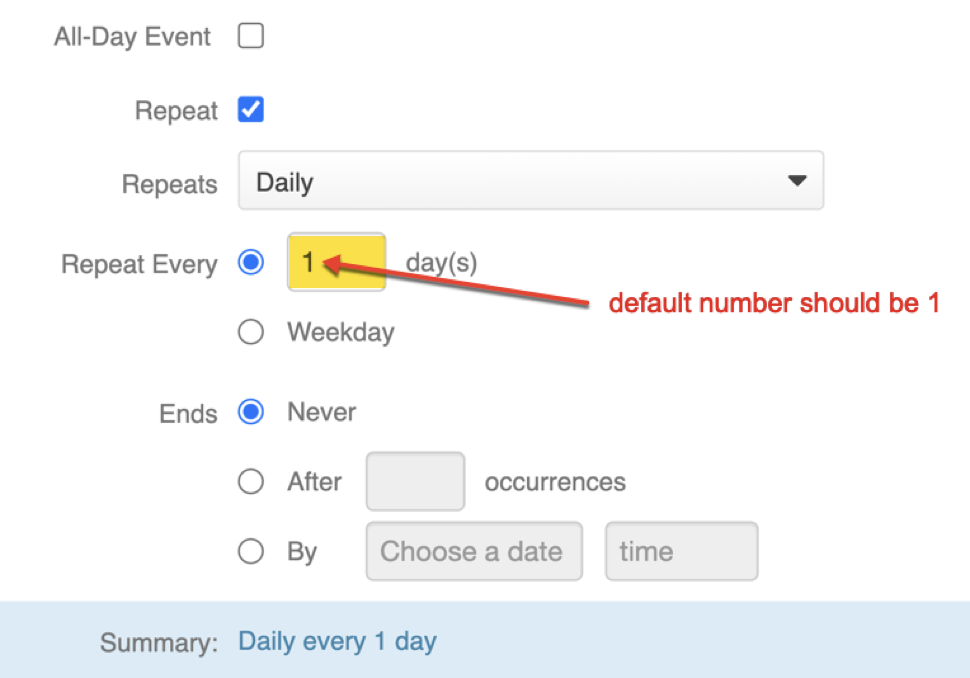 All-Day Event
Repeat
Repeats Daily
Repeat Every 1 day(s)
default number should be 1
Weekday
Ends Never
After occurrences
By Choose a date time
Summary: Daily every 1 day